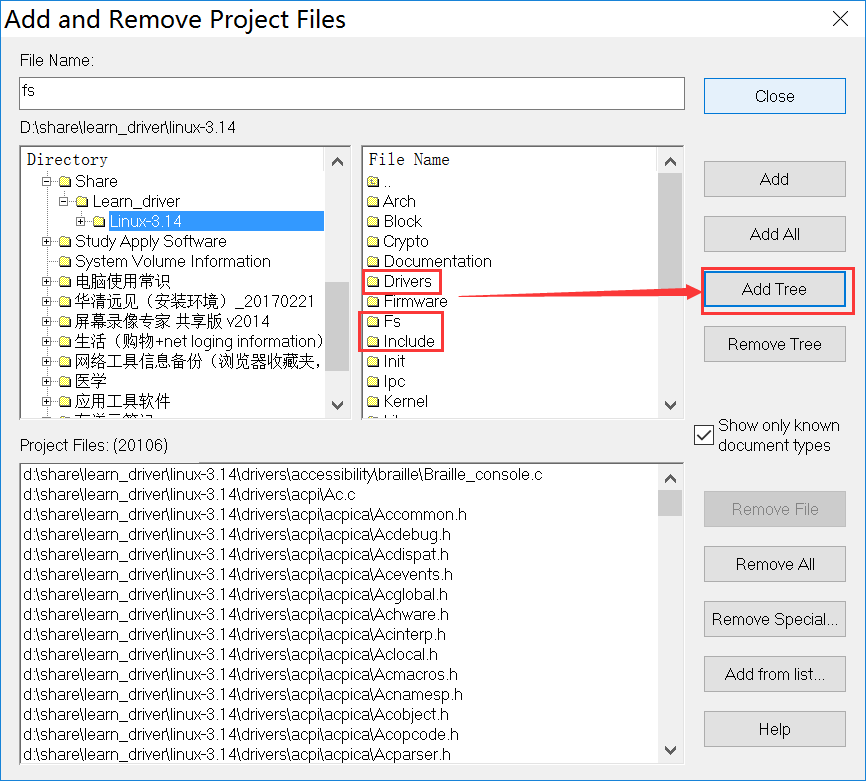 Add and Remove Project Files
File Name:
fs
Close
D:\share\learn_driver\linux-3.14
Directory
Share
Learn_driver
Linux-3.14
Study Apply Software
System Volume Information
电脑使用常识
华清远见（安装环境）_20170221
屏幕录像专家 共享版 v2014
生活（购物+net loging information）
网络工具信息备份（浏览器收藏夹，
医学
应用工具软件
File Name
..
Arch
Block
Crypto
Documentation
Drivers
Firmware
Fs
Include
Init
Ipc
Kernel
Add
Add All
Add Tree
Remove Tree
Show only known
document types
Project Files: (20106)
d:\share\learn_driver\linux-3.14\drivers\accessibility\braille\Braille_console.c
d:\share\learn_driver\linux-3.14\drivers\acpi\Ac.c
d:\share\learn_driver\linux-3.14\drivers\acpi\acpica\Accommon.h
d:\share\learn_driver\linux-3.14\drivers\acpi\acpica\Acdebug.h
d:\share\learn_driver\linux-3.14\drivers\acpi\acpica\Acdispat.h
d:\share\learn_driver\linux-3.14\drivers\acpi\acpica\Acevents.h
d:\share\learn_driver\linux-3.14\drivers\acpi\acpica\Acglobal.h
d:\share\learn_driver\linux-3.14\drivers\acpi\acpica\Achware.h
d:\share\learn_driver\linux-3.14\drivers\acpi\acpica\Acinterp.h
d:\share\learn_driver\linux-3.14\drivers\acpi\acpica\Aclocal.h
d:\share\learn_driver\linux-3.14\drivers\acpi\acpica\Acmacros.h
d:\share\learn_driver\linux-3.14\drivers\acpi\acpica\Acnamesp.h
d:\share\learn_driver\linux-3.14\drivers\acpi\acpica\Acobject.h
d:\share\learn_driver\linux-3.14\drivers\acpi\acpica\Acopcode.h
d:\share\learn_driver\linux-3.14\drivers\acpi\acpica\Acparser.h
Remove File
Remove All
Remove Special...
Add from list...
Help